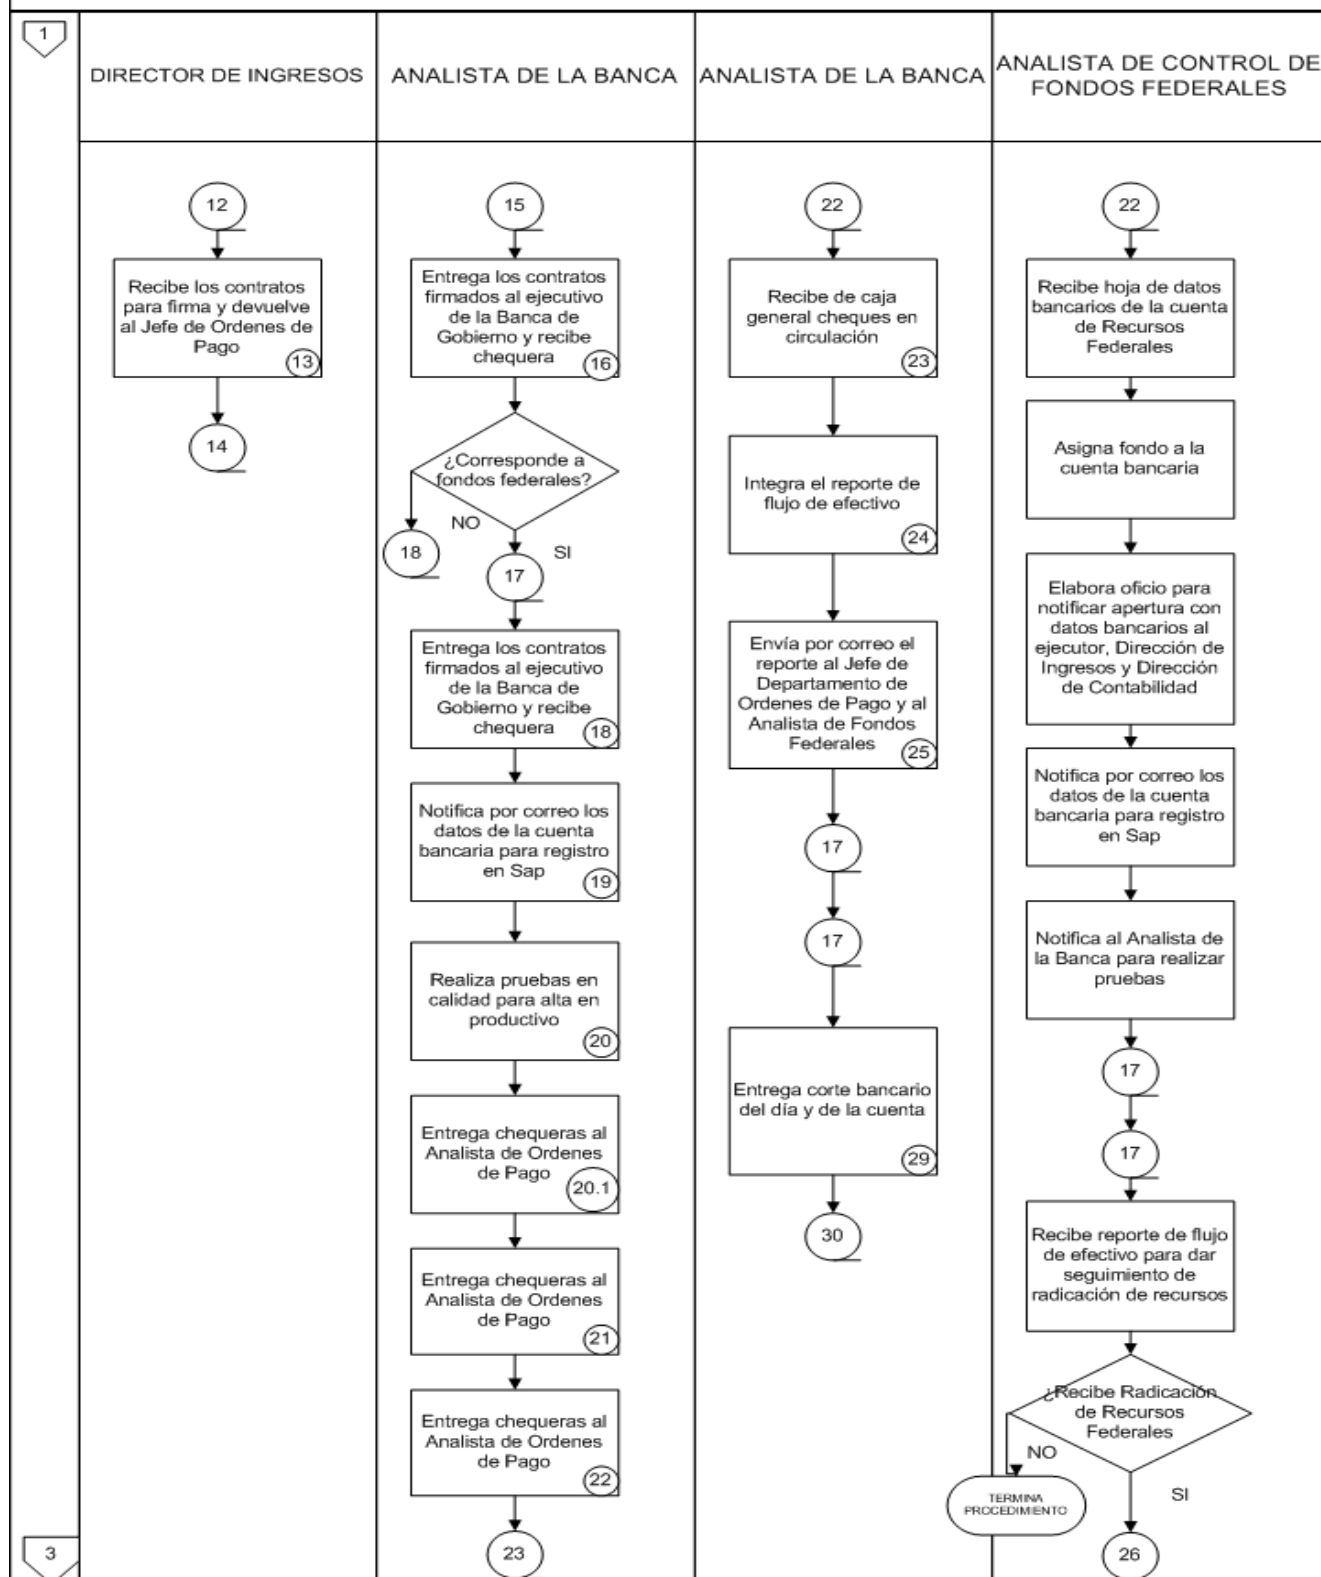 1
DIRECTOR DE INGRESOS
ANALISTA DE LA BANCA
ANALISTA DE LA BANCA
ANALISTA DE CONTROL DE
FONDOS FEDERALES
12
Recibe los contratos
para firma y devuelve
al Jefe de Ordenes de
Pago
13
14
15
Entrega los contratos
firmados al ejecutivo
de la Banca de
Gobierno y recibe
chequera
16
¿Corresponde a
fondos federales?
NO
SI
18
17
Entrega los contratos
firmados al ejecutivo
de la Banca de
Gobierno y recibe
chequera
18
Notifica por correo los
datos de la cuenta
bancaria para registro
en Sap
19
Realiza pruebas en
calidad para alta en
productivo
20
Entrega chequeras al
Analista de Ordenes
de Pago
20.1
Entrega chequeras al
Analista de Ordenes
de Pago
21
Entrega chequeras al
Analista de Ordenes
de Pago
22
23
22
Recibe de caja
general cheques en
circulación
23
Integra el reporte de
flujo de efectivo
24
Envía por correo el
reporte al Jefe de
Departamento de
Ordenes de Pago y al
Analista de Fondos
Federales
25
17
17
Entrega corte bancario
del día y de la cuenta
29
30
22
Recibe hoja de datos
bancarios de la cuenta
de Recursos
Federales
Asigna fondo a la
cuenta bancaria
Elabora oficio para
notificar apertura con
datos bancarios al
ejecutor, Dirección de
Ingresos y Dirección
de Contabilidad
Notifica por correo los
datos de la cuenta
bancaria para registro
en Sap
Notifica al Analista de
la Banca para realizar
pruebas
17
17
Recibe reporte de flujo
de efectivo para dar
seguimiento de
radicación de recursos
¿Recibe Radicación
de Recursos
Federales
NO
SI
TERMINA
PROCEDIMIENTO
26
3